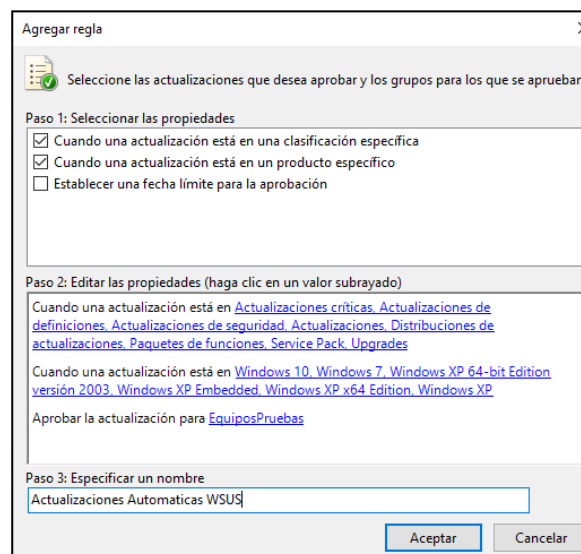 Agregar regla
Seleccione las actualizaciones que desea aprobar y los grupos para los que se aprueban
Paso 1: Seleccionar las propiedades
Cuando una actualización está en una clasificación específica
Cuando una actualización está en un producto específico
Establecer una fecha límite para la aprobación
Paso 2: Editar las propiedades (haga clic en un valor subrayado)
Cuando una actualización está en Actualizaciones críticas, Actualizaciones de
definiciones, Actualizaciones de seguridad, Actualizaciones, Distribuciones de
actualizaciones, Paquetes de funciones, Service Pack, Upgrades
Cuando una actualización está en Windows 10, Windows 7, Windows XP 64-bit Edition
versión 2003, Windows XP Embedded, Windows XP x64 Edition, Windows XP
Aprobar la actualización para EquiposPruebas
Paso 3: Especificar un nombre
Actualizaciones Automaticas WSUS
Aceptar
Cancelar